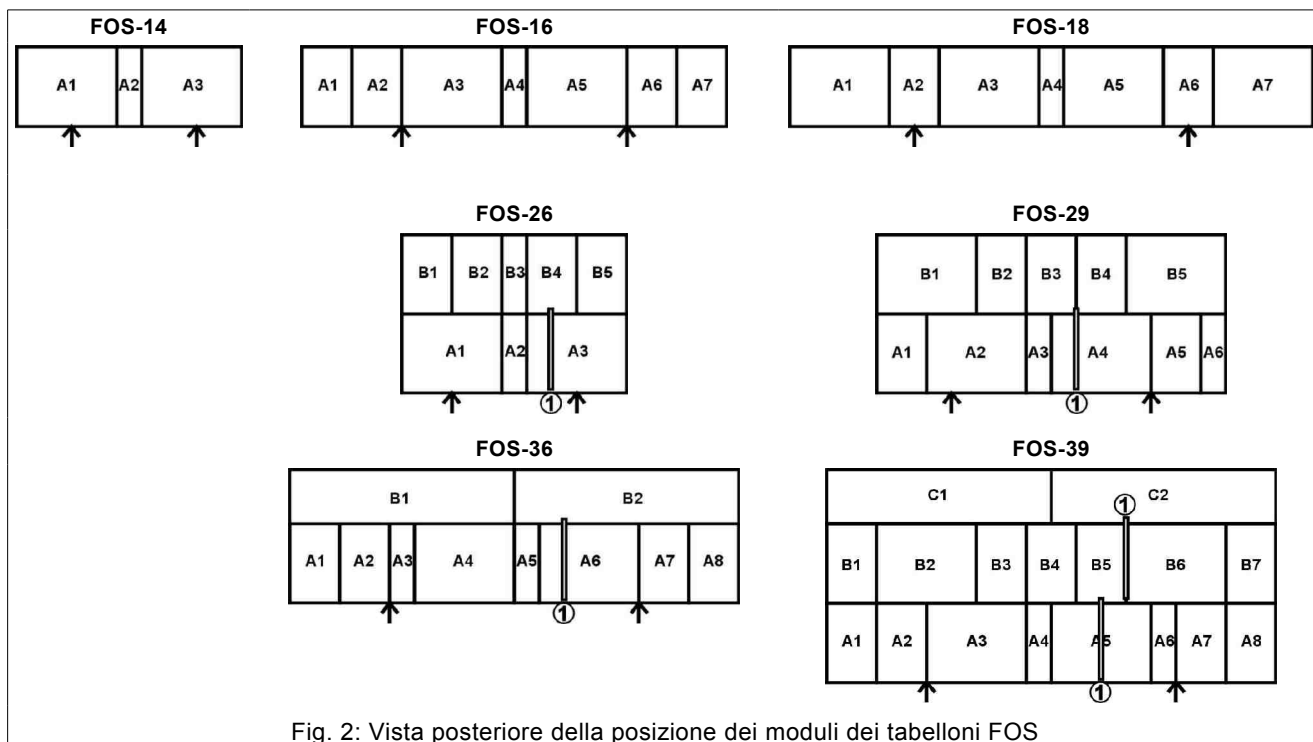 FOS-14 FOS-16 FOS-18
A1 A2 A3 A1 A2 A3 A4 A5 A6 A7 A1 A2 A3 A4 A5 A6 A7
FOS-26 FOS-29
B1 B2 B3 B4 B5 B1 B2 B3 B4 B5
A1 A2 A3 A1 A2 A3 A4 A5 A6
① ①
FOS-36 FOS-39
B1 B2 C1 ① C2
A1 A2 A3 A4 A5 A6 A7 A8 B1 B2 B3 B4 B5 B6 B7
①
A1 A2 A3 A4 A5 A6 A7 A8
①
Fig. 2: Vista posteriore della posizione dei moduli dei tabelloni FOS